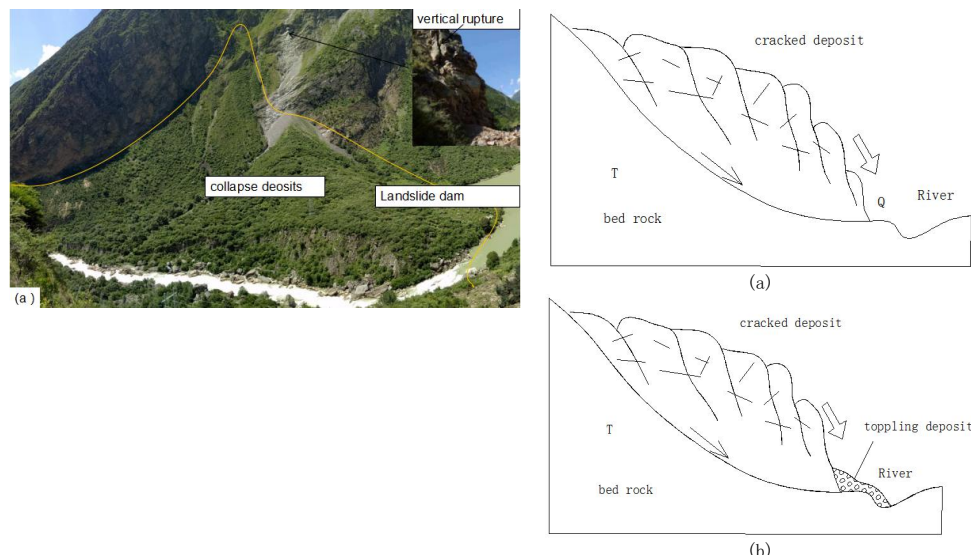 vertical rupture
collapse deosits
Landslide dam
(a )
cracked deposit
T
bed rock
Q
River
(a)
cracked deposit
toppling deposit
T
River
bed rock
(b)